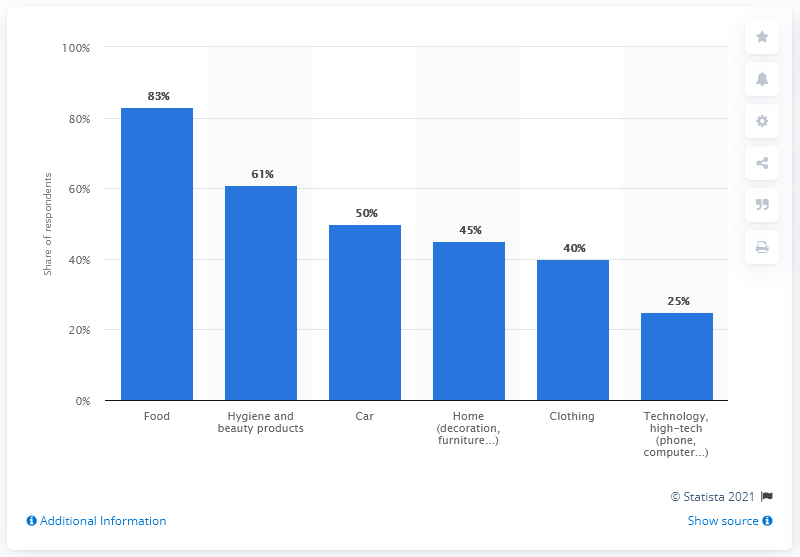 100%
80%
60%
40%
20%
0%
Share of respondents
83%
61%
50%
45%
40%
25%
Food
Hygiene and
beauty products
Car
Home
(decoration,
furniture...)
Clothing
Technology,
high-tech
(phone,
computer...)
© Statista 2021
Additional Information
Show source